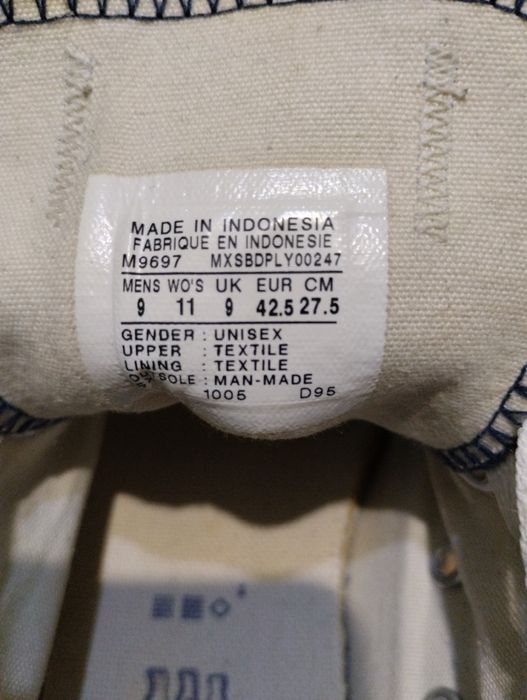 MADE IN INDONESIA
FABRIQUE EN INDONESIE
M9697 MXSBDPLY00247
MENS WO'S UK EUR CM
9 11 9 42.5 27.5
GENDER : UNISEX
UPPER : TEXTILE
LINING : TEXTILE
OUTSOLE : MAN-MADE
1005 D95